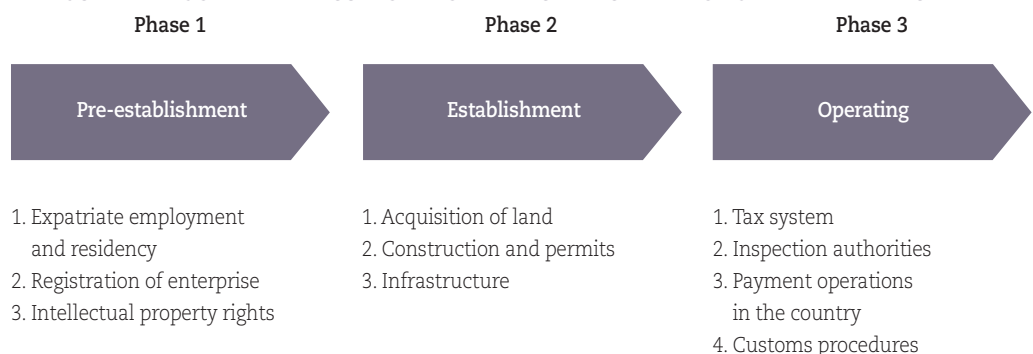 Phase 1
Phase 2
Phase 3
Pre-establishment
Establishment
Operating
1. Expatriate employment
and residency
2. Registration of enterprise
3. Intellectual property rights
1. Acquisition of land
2. Construction and permits
3. Infrastructure
1. Tax system
2. Inspection authorities
3. Payment operations
in the country
4. Customs procedures